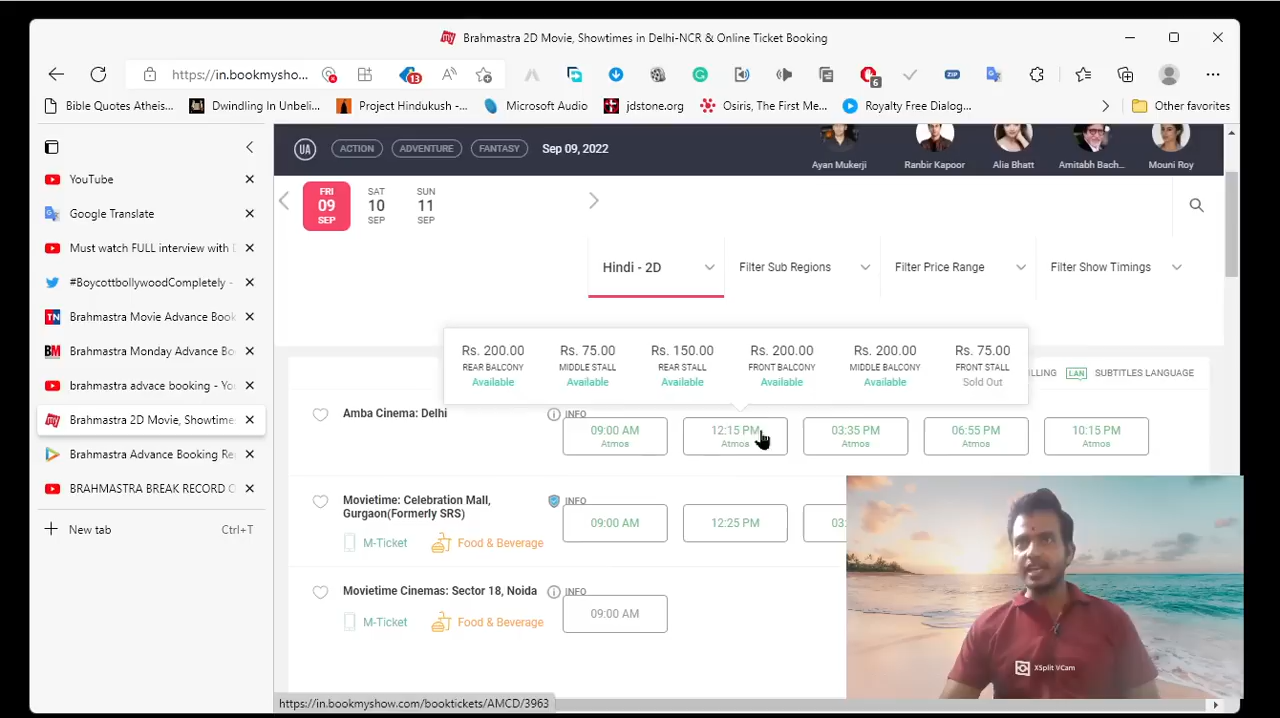 Brahmastra 2D Movie, Showtimes in Delhi-NCR & Online Ticket Booking
https://in.bookmysho...
13
6
ZIP
Bible Quotes Atheis...
Dwindling In Unbeli...
Project Hindukush -...
Microsoft Audio
jdstone.org
Osiris, The First Me...
Royalty Free Dialog...
Other favorites
YouTube
Google Translate
Must watch FULL interview with
#BoycottbollywoodCompletely -
TN Brahmastra Movie Advance Book
BM Brahmastra Monday Advance Bo
brahmastra advace booking - Yo
my Brahmastra 2D Movie, Showtime
Brahmastra Advance Booking Re
BRAHMASTRA BREAK RECORD
New tab Ctrl+T
UA ACTION ADVENTURE FANTASY Sep 09, 2022
Ayan Mukerji Ranbir Kapoor Alia Bhatt Amitabh Bach... Mouni Roy
FRI SAT SUN
09 10 11
SEP SEP SEP
Hindi - 2D Filter Sub Regions Filter Price Range Filter Show Timings
Rs. 200.00 Rs. 75.00 Rs. 150.00 Rs. 200.00 Rs. 200.00 Rs. 75.00
REAR BALCONY MIDDLE STALL REAR STALL FRONT BALCONY MIDDLE BALCONY FRONT STALL
Available Available Available Available Available Sold Out
LLING LAN SUBTITLES LANGUAGE
Amba Cinema: Delhi INFO
09:00 AM 12:15 PM 03:35 PM 06:55 PM 10:15 PM
Atmos Atmos Atmos Atmos Atmos
Movietime: Celebration Mall, INFO
Gurgaon(Formerly SRS)
09:00 AM 12:25 PM 03:
M-Ticket Food & Beverage
Movietime Cinemas: Sector 18, Noida INFO
09:00 AM
M-Ticket Food & Beverage
XSplit VCam
https://in.bookmyshow.com/booktickets/AMCD/3963